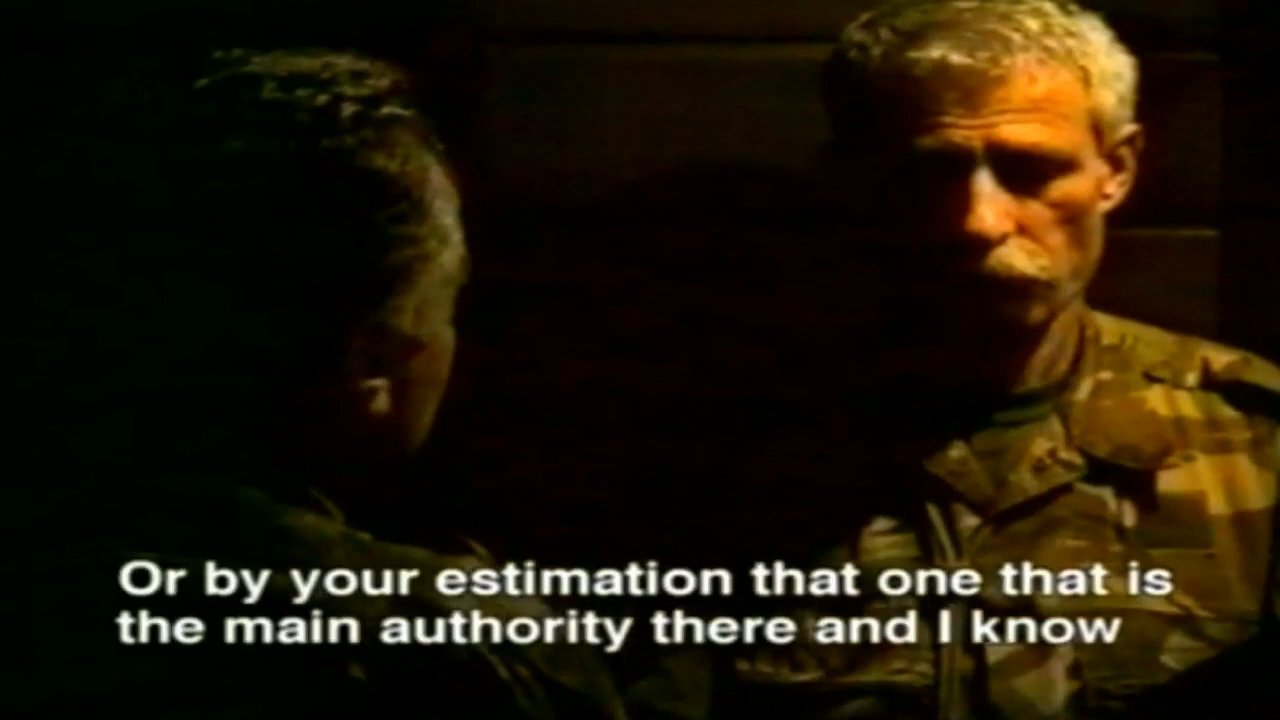 Or by your estimation that one that is
the main authority there and I know